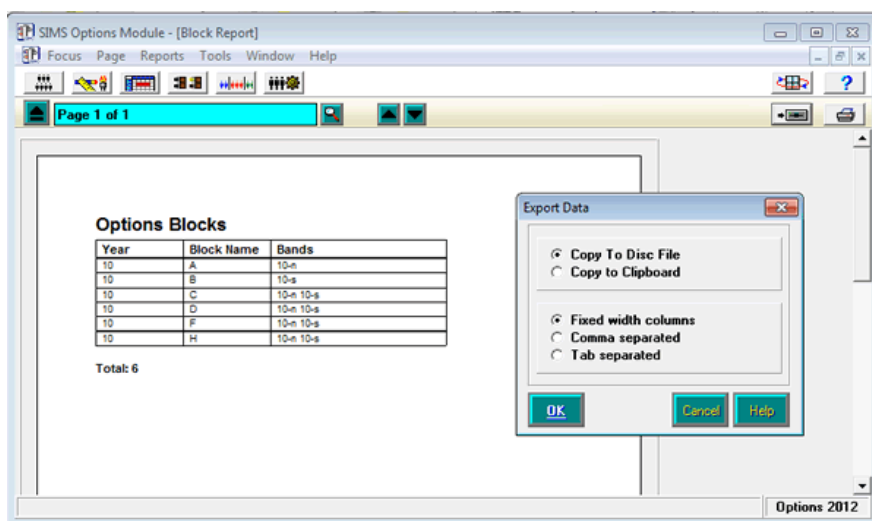 SIMS Options Module - [Block Report]
Focus Page Reports Tools Window Help
?
Page 1 of 1
Options Blocks
Year Block Name Bands
10 A 10-n
10 B 10-s
10 C 10-n 10-s
10 D 10-n 10-s
10 F 10-n 10-s
10 H 10-n 10-s
Total: 6
Export Data
Copy To Disc File
Copy to Clipboard
Fixed width columns
Comma separated
Tab separated
OK Cancel Help
Options 2012